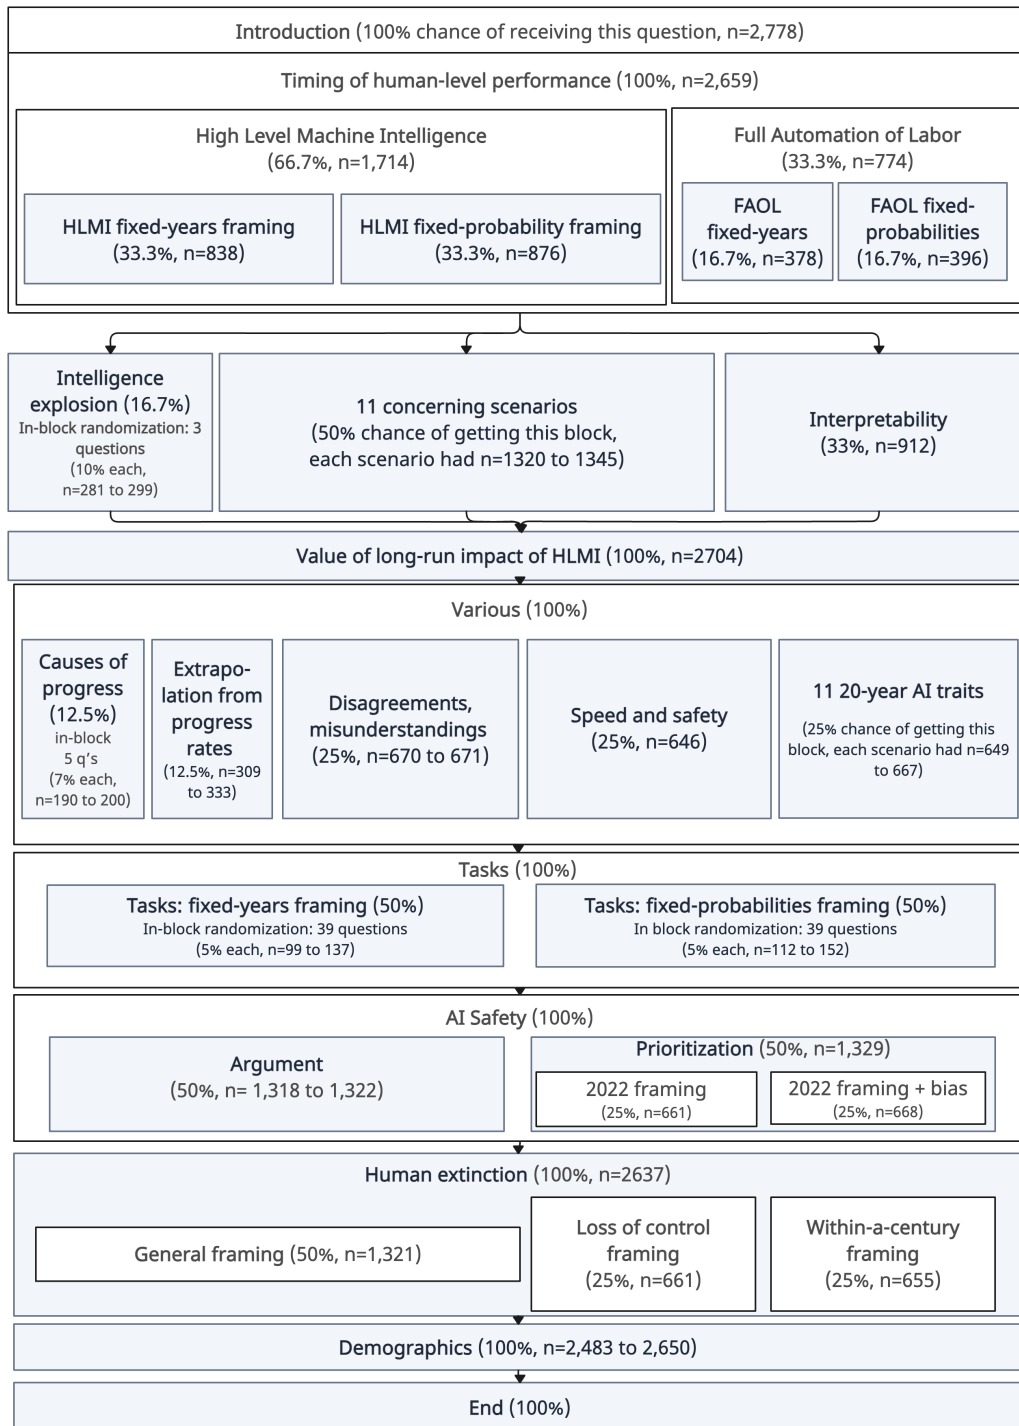 Introduction (100% chance of receiving this question, n=2,778)
Timing of human-level performance (100%, n=2,659)
High Level Machine Intelligence
(66.7%, n=1,714)
HLMI fixed-years framing
(33.3%, n=838)
HLMI fixed-probability framing
(33.3%, n=876)
Full Automation of Labor
(33.3%, n=774)
FAOL
fixed-years
(16.7%, n=378)
FAOL fixed-
probabilities
(16.7%, n=396)
Intelligence
explosion (16.7%)
In-block randomization: 3
questions
(10% each,
n=281 to 299)
11 concerning scenarios
(50% chance of getting this block,
each scenario had n=1320 to 1345)
Interpretability
(33%, n=912)
Value of long-run impact of HLMI (100%, n=2704)
Various (100%)
Causes of
progress
(12.5%)
in-block
5 q's
(7% each,
n=190 to 200)
Extrapo-
lation from
progress
rates
(12.5%, n=309
to 333)
Disagreements,
misunderstandings
(25%, n=670 to 671)
Speed and safety
(25%, n=646)
11 20-year AI traits
(25% chance of getting this
block, each scenario had n=649
to 667)
Tasks (100%)
Tasks: fixed-years framing (50%)
In-block randomization: 39 questions
(5% each, n=99 to 137)
Tasks: fixed-probabilities framing (50%)
In block randomization: 39 questions
(5% each, n=112 to 152)
AI Safety (100%)
Argument
(50%, n= 1,318 to 1,322)
Prioritization (50%, n=1,329)
2022 framing
(25%, n=661)
2022 framing + bias
(25%, n=668)
Human extinction (100%, n=2637)
General framing (50%, n=1,321)
Loss of control
framing
(25%, n=661)
Within-a-century
framing
(25%, n=655)
Demographics (100%, n=2,483 to 2,650)
End (100%)